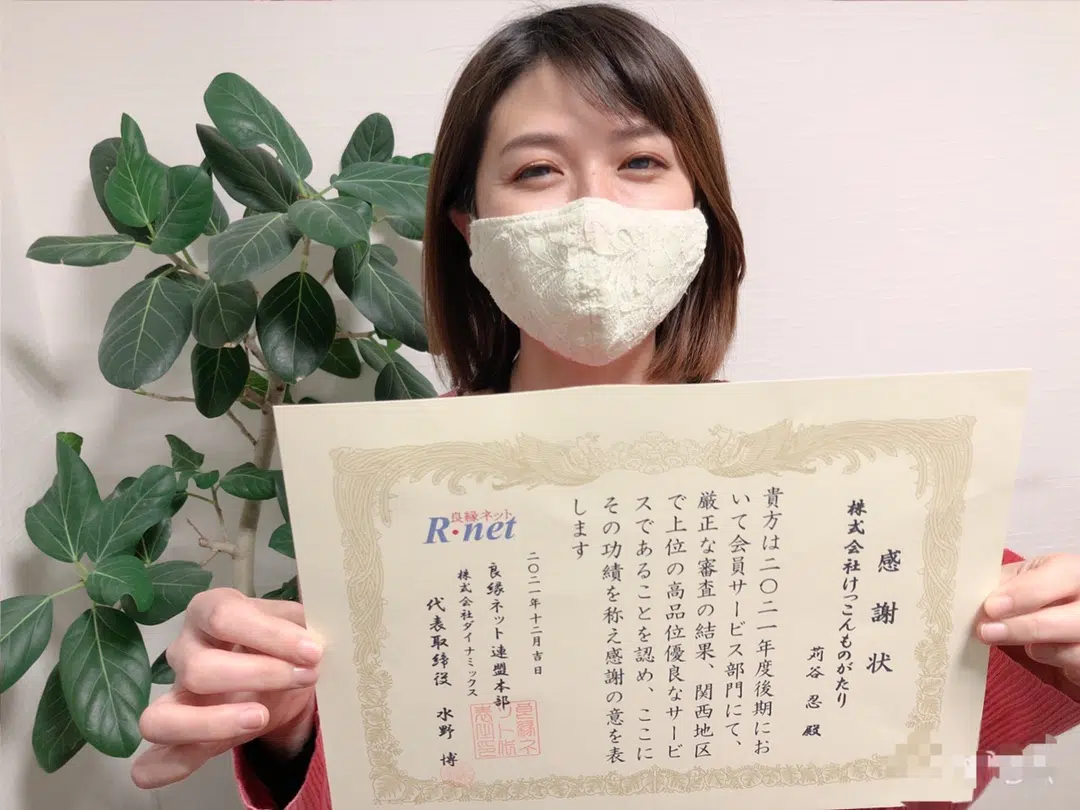 感謝状
株式会社けっこんものがたり
苅谷 忍 殿
貴方は二〇二一年度後期にお
いて会員サービス部門にて、
厳正な審査の結果、関西地区
で上位の高品位優良なサービ
スであることを認め、ここに
その功績を称え感謝の意を表
します
二〇二一年十二月吉日
良縁ネット連盟本部
株式会社ダイナミックス
代表取締役 水野 博
良縁ネット
R・net